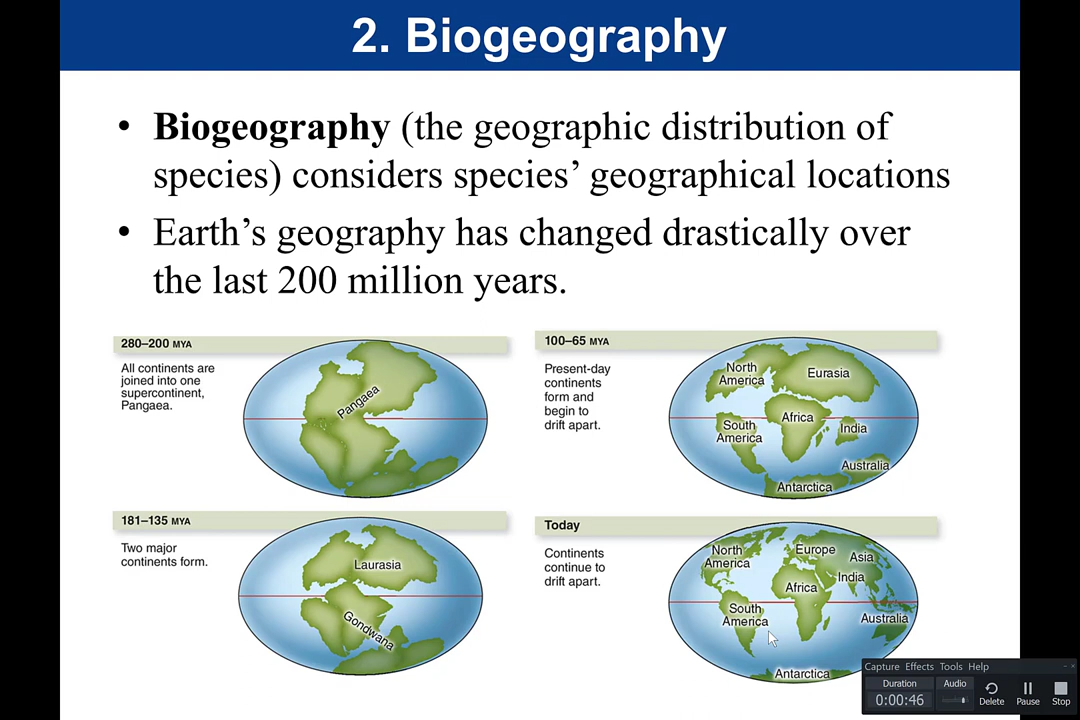 2. Biogeography
• Biogeography (the geographic distribution of
species) considers species’ geographical locations
• Earth’s geography has changed drastically over
the last 200 million years.
280–200 MYA
All continents are
joined into one
supercontinent,
Pangaea.
Pangaea
100–65 MYA
Present-day
continents
form and
begin to
drift apart.
North
America
Eurasia
Africa
South
America
India
Australia
Antarctica
181–135 MYA
Two major
continents form.
Laurasia
Gondwana
Today
Continents
continue to
drift apart.
North
America
Europe
Asia
Africa
India
South
America
Australia
Antarctica
Capture Effects Tools Help
Duration
Audio
0:00:46
Delete
Pause
Stop